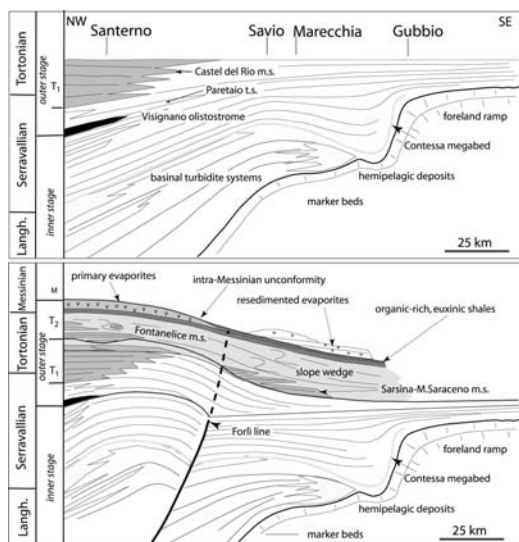 NW
SE
Santerno
Savio
Marecchia
Gubbio
Tortonian
Serravallian
Langh.
outer stage
T1
inner stage
Castel del Rio m.s.
Paretaio t.s.
Visignano olistostrome
foreland ramp
Contessa megabed
basinal turbidite systems
hemipelagic deposits
marker beds
25 km
primary evaporites
intra-Messinian unconformity
resedimented evaporites
organic-rich, euxinic shales
Messinian
Tortonian
Serravallian
Langh.
M
T2
outer stage
T1
inner stage
Fontanelice m.s.
slope wedge
Sarsina-M.Saraceno m.s.
Forlì line
foreland ramp
Contessa megabed
hemipelagic deposits
marker beds
25 km